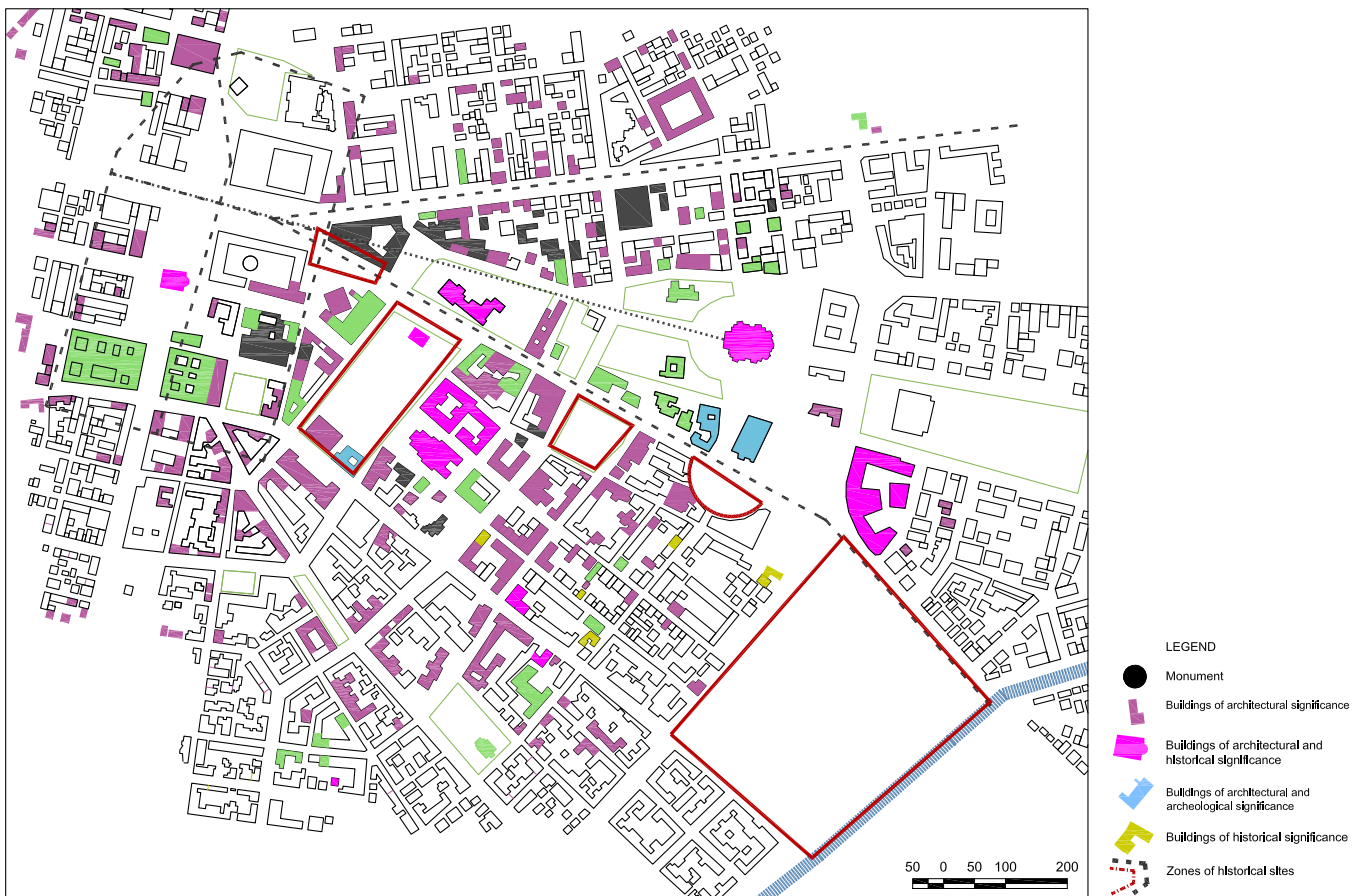 LEGEND
Monument
Buildings of architectural significance
Buildings of architectural and
historical significance
Buildings of architectural and
archeological significance
Buildings of historical significance
Zones of historical sites
50 0 50 100 200